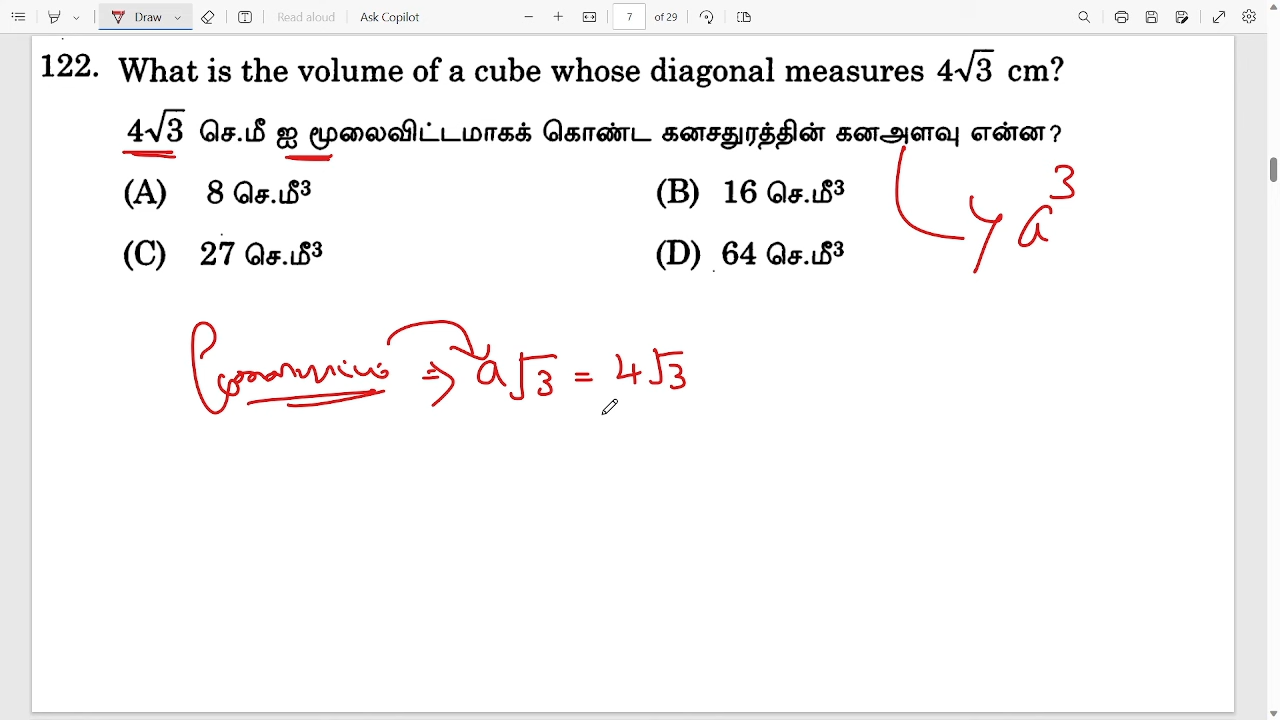 Draw Read aloud Ask Copilot 7 of 29
122. What is the volume of a cube whose diagonal measures 4√3 cm?
4√3 செ.மீ ஐ மூலைவிட்டமாகக் கொண்ட கனசதுரத்தின் கனஅளவு என்ன?
(A) 8 செ.மீ³ (B) 16 செ.மீ³
(C) 27 செ.மீ³ (D) 64 செ.மீ³
a³
⇒ a√3 = 4√3